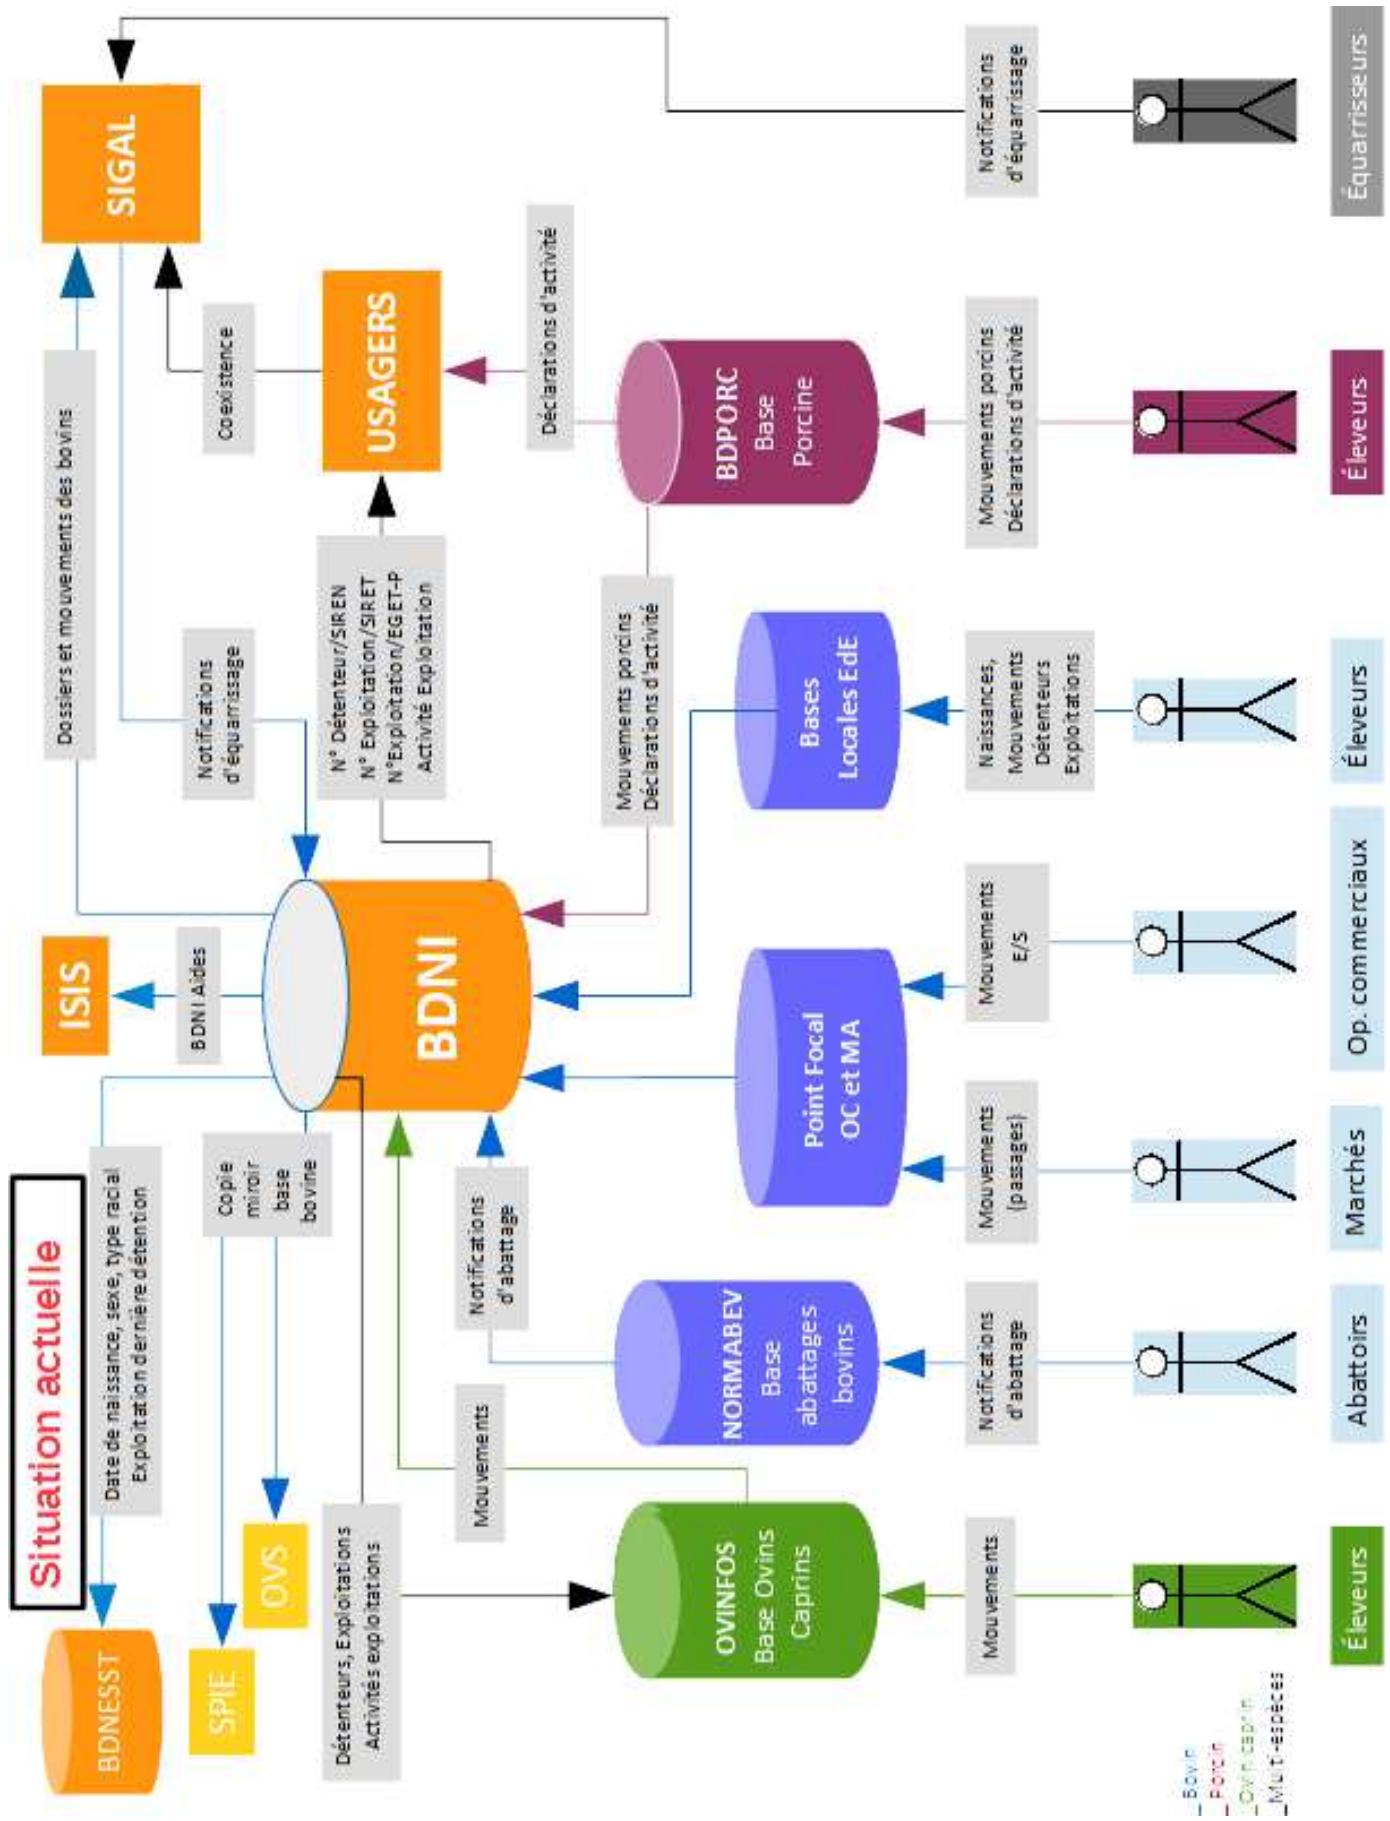 Situation actuelle
BDNESST
Date de naissance, sexe, type racial
Exploitation dernière détention
ISIS
BDNI Aides
Dossiers et mouvements des bovins
SIGAL
SPIE
OVS
Copie
miroir
base
bovine
Notifications
d'équarrissage
Coexistence
Détenteurs, Exploitations
Activités exploitations
BDNI
N° Détenteur/SIREN
N° Exploitation/SIRET
N°Exploitation/EGET-P
Activité Exploitation
USAGERS
Mouvements
Notifications
d'abattage
Mouvements porcins
Déclarations d'activité
Déclarations d'activité
OVINFOS
Base Ovins
Caprins
NORMABEV
Base
abattages
bovins
Point Focal
OC et MA
Bases
Locales EdE
BDPORC
Base
Porcine
Mouvements
Notifications
d'abattage
Mouvements
(passages)
Mouvements
E/S
Naissances,
Mouvements
Détenteurs
Exploitations
Mouvements porcins
Déclarations d'activité
Notifications
d'équarrissage
_Bovin
_Porcin
_Ovin caprin
_Multi-espèces
Éleveurs
Abattoirs
Marchés
Op. commerciaux
Éleveurs
Éleveurs
Équarrisseurs